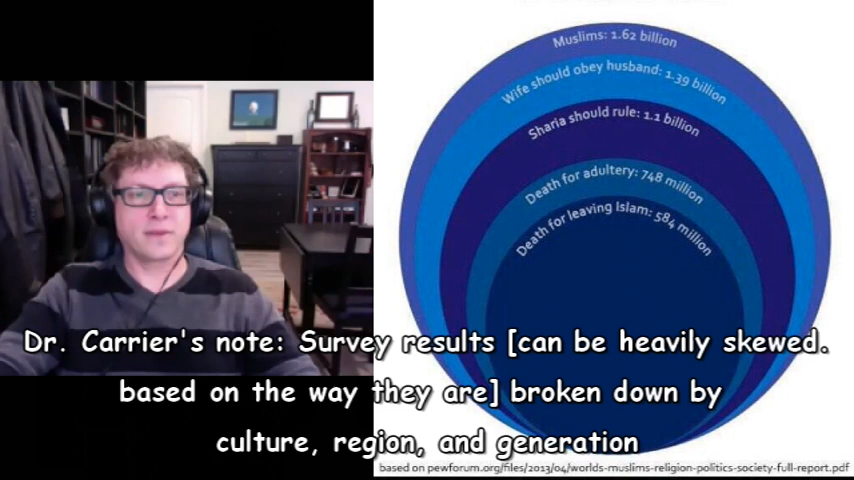 Muslims: 1.62 billion
Wife should obey husband: 1.39 billion
Sharia should rule: 1.1 billion
Death for adultery: 748 million
Death for leaving Islam: 584 million
Dr. Carrier's note: Survey results [can be heavily skewed.
based on the way they are] broken down by
culture, region, and generation
based on pewforum.org/files/2013/04/worlds-muslims-religion-politics-society-full-report.pdf